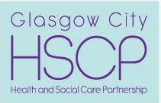 Glasgow City
HSCP
Health and Social Care Partnership